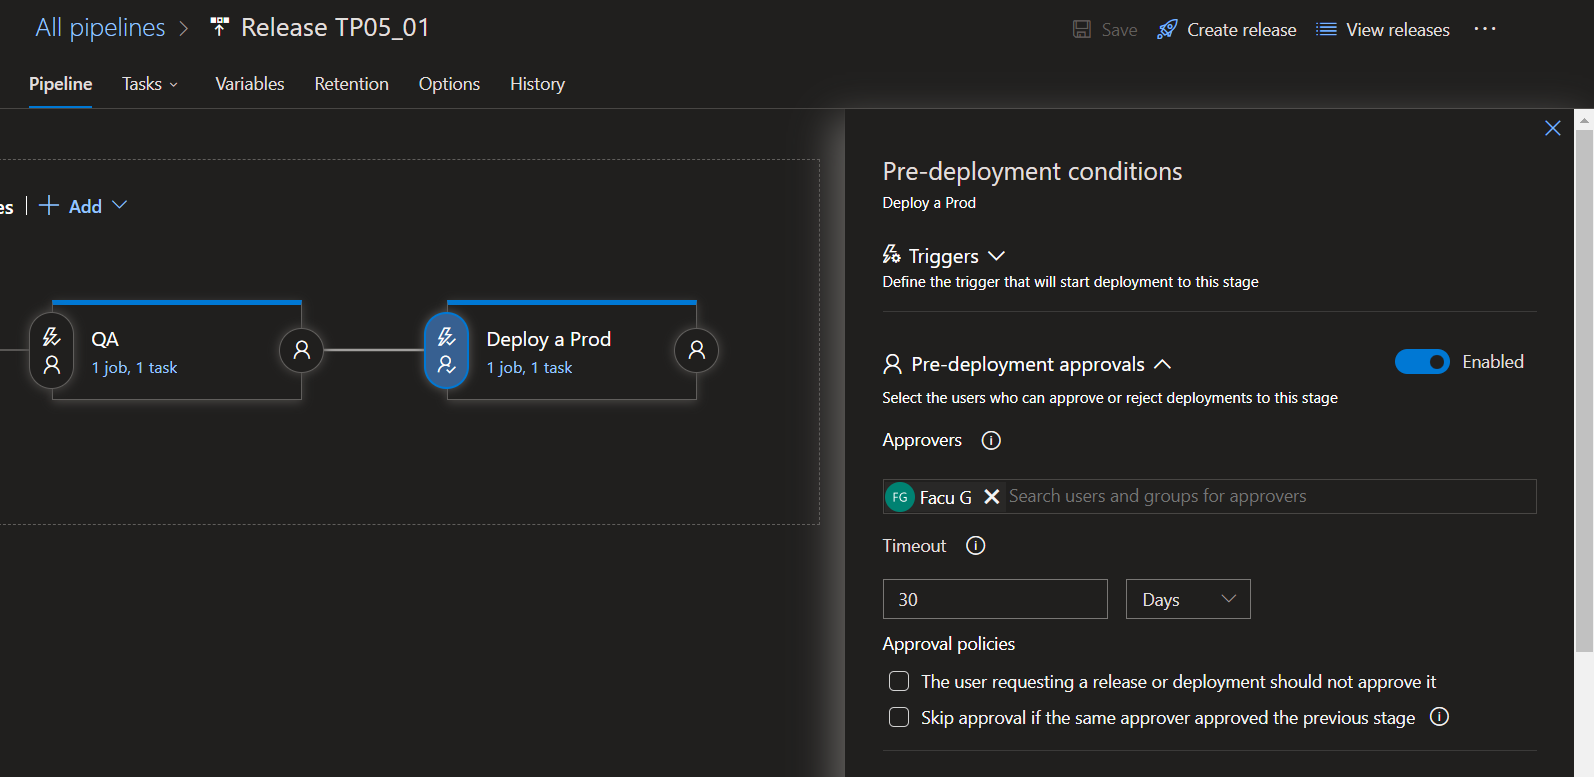 All pipelines > Release TP05_01
Save Create release View releases ...
Pipeline Tasks Variables Retention Options History
es | + Add
QA
1 job, 1 task
Deploy a Prod
1 job, 1 task
Pre-deployment conditions
Deploy a Prod
Triggers
Define the trigger that will start deployment to this stage
Pre-deployment approvals
Enabled
Select the users who can approve or reject deployments to this stage
Approvers
FG Facu G Search users and groups for approvers
Timeout
30 Days
Approval policies
The user requesting a release or deployment should not approve it
Skip approval if the same approver approved the previous stage